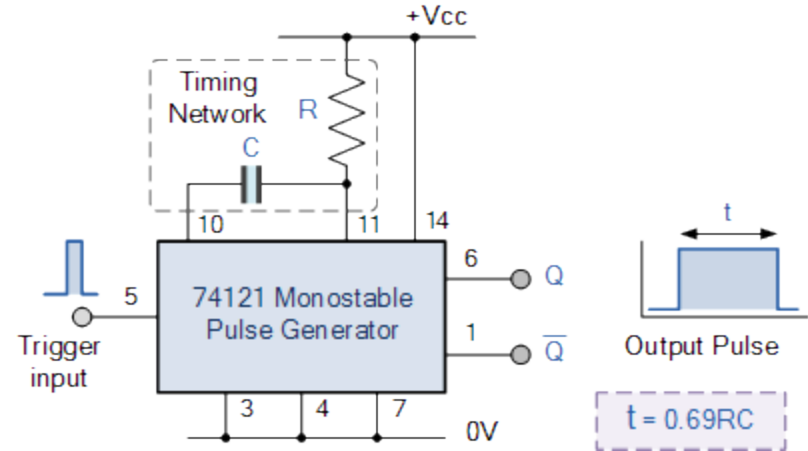 +Vcc
Timing
Network
R
C
10
11
14
5
74121 Monostable
Pulse Generator
6
Q
1
Q̅
t
Trigger
input
Output Pulse
3
4
7
0V
t = 0.69RC